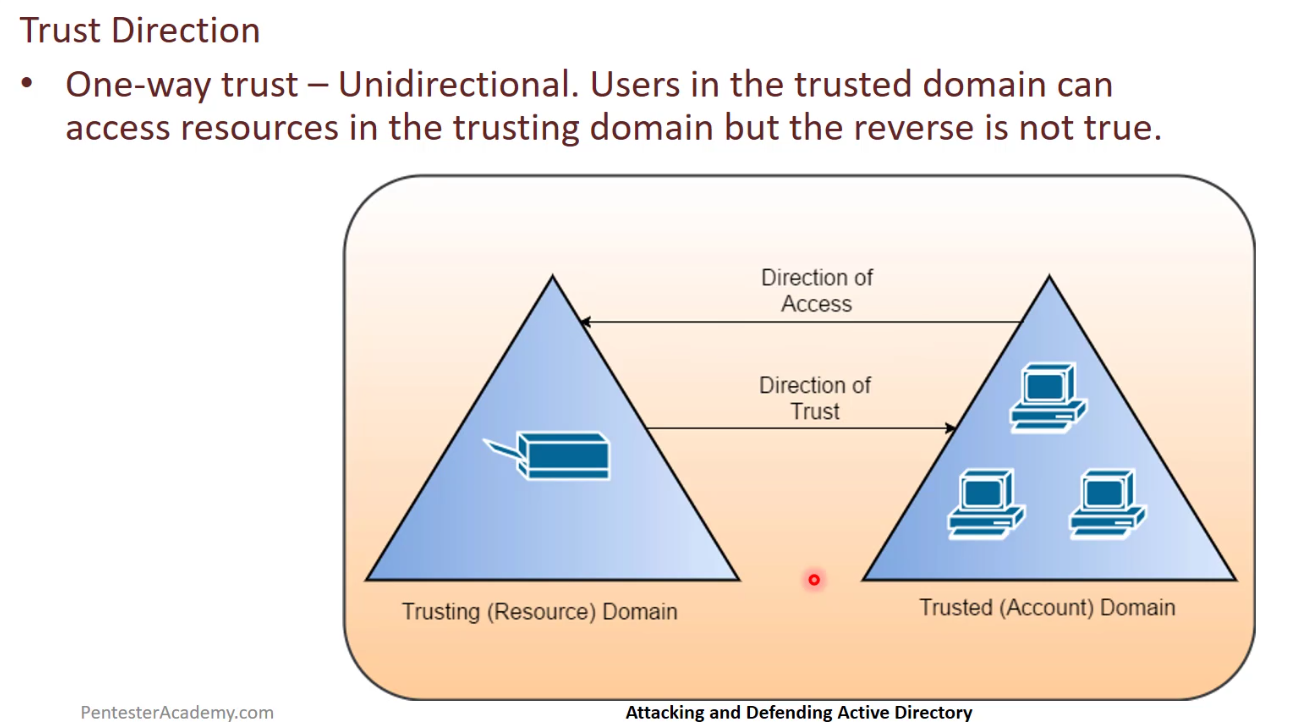 Trust Direction
• One-way trust – Unidirectional. Users in the trusted domain can
access resources in the trusting domain but the reverse is not true.
Direction of
Access
Direction of
Trust
Trusting (Resource) Domain
Trusted (Account) Domain
PentesterAcademy.com
Attacking and Defending Active Directory